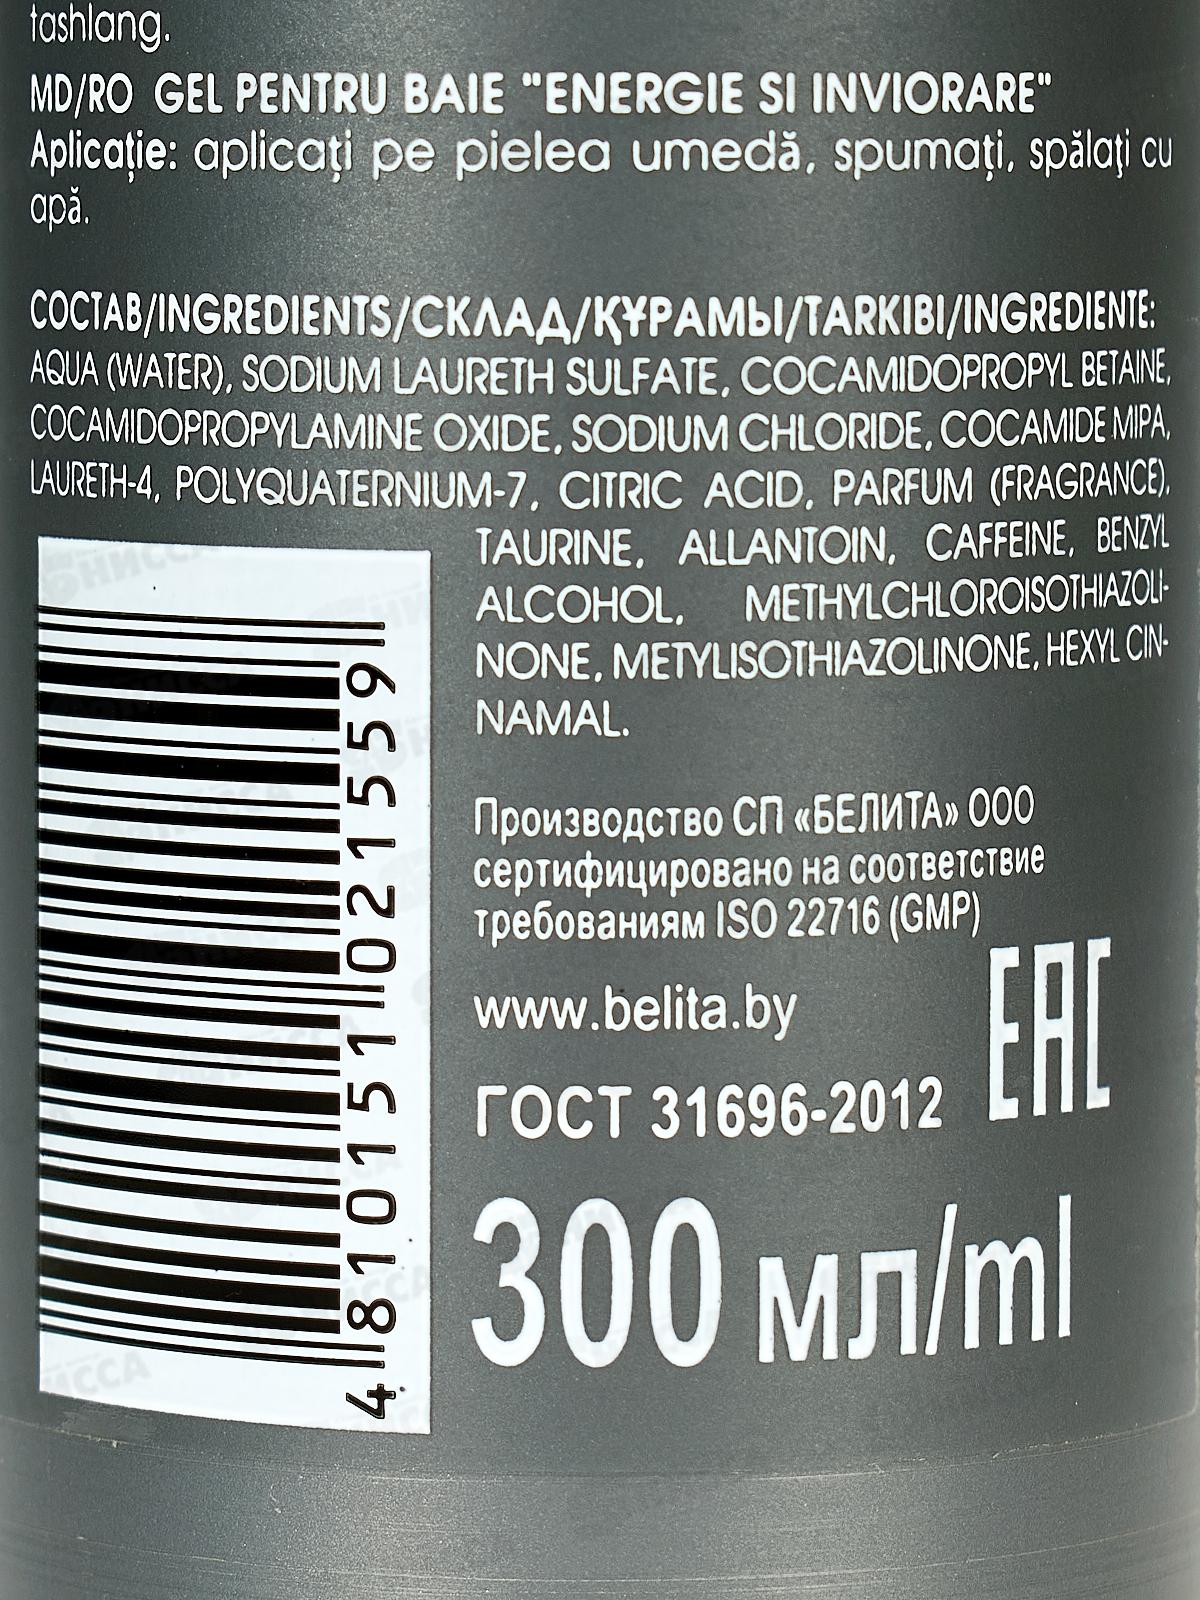 tashlang.
MD/RO GEL PENTRU BAIE "ENERGIE SI INVIORARE"
Aplicație: aplicați pe pielea umedă, spumați, spălați cu
apă.
СОСТАВ/INGREDIENTS/СКЛАД/ҚҰРАМЫ/TARKIBI/INGREDIENTE:
AQUA (WATER), SODIUM LAURETH SULFATE, COCAMIDOPROPYL BETAINE,
COCAMIDOPROPYLAMINE OXIDE, SODIUM CHLORIDE, COCAMIDE MIPA,
LAURETH-4, POLYQUATERNIUM-7, CITRIC ACID, PARFUM (FRAGRANCE),
TAURINE, ALLANTOIN, CAFFEINE, BENZYL
ALCOHOL, METHYLCHLOROISOTHIAZOLI-
NONE, METYLISOTHIAZOLINONE, HEXYL CIN-
NAMAL.
4 810151 021559
Производство СП «БЕЛИТА» ООО
сертифицировано на соответствие
требованиям ISO 22716 (GMP)
www.belita.by
EAC
ГОСТ 31696-2012
300 мл/ml